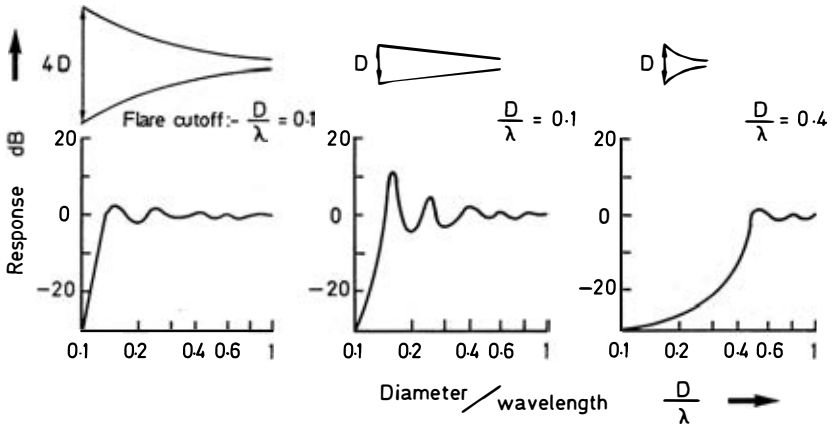 4D
Flare cutoff:- D/λ = 0·1
D
D/λ = 0·1
D
D/λ = 0·4
Response dB
20
0
−20
0·1 0·2 0·4 0·6 1
20
0
−20
0·1 0·2 0·4 0·6 1
20
0
−20
0·1 0·2 0·4 0·6 1
Diameter/wavelength D/λ